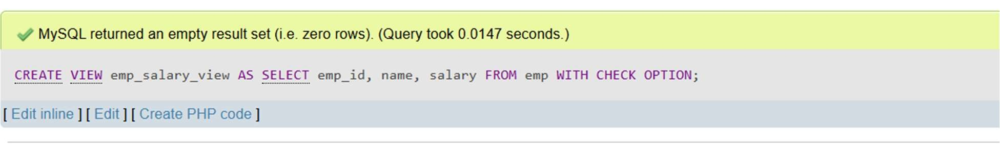 MySQL returned an empty result set (i.e. zero rows). (Query took 0.0147 seconds.)
CREATE VIEW emp_salary_view AS SELECT emp_id, name, salary FROM emp WITH CHECK OPTION;
[ Edit inline ] [ Edit ] [ Create PHP code ]